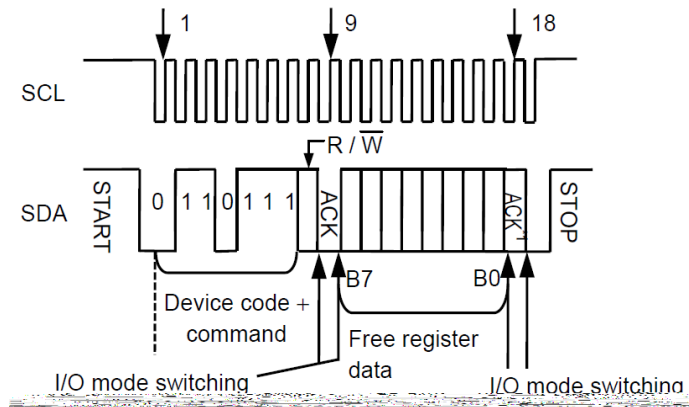 1 9 18
SCL
R / W
SDA START 0 1 1 0 1 1 1 ACK ACK*1 STOP
B7 B0
Device code +
command
Free register
data
I/O mode switching I/O mode switching